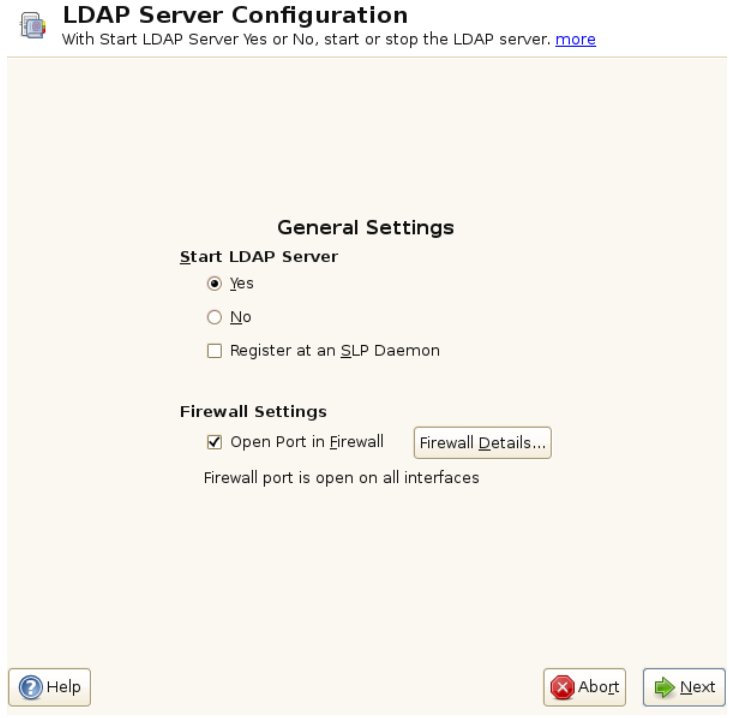 LDAP Server Configuration
With Start LDAP Server Yes or No, start or stop the LDAP server. more
General Settings
Start LDAP Server
Yes
No
Register at an SLP Daemon
Firewall Settings
Open Port in Firewall Firewall Details...
Firewall port is open on all interfaces
Help Abort Next